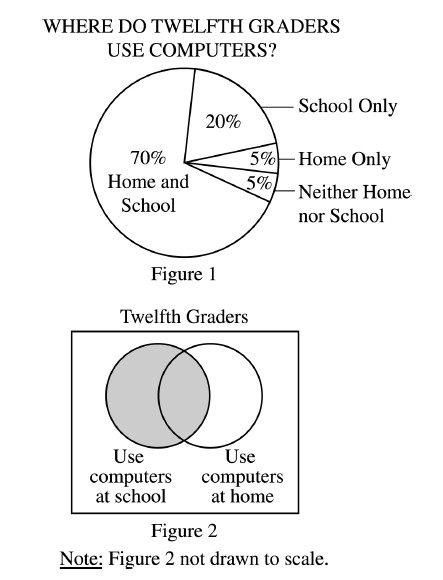 WHERE DO TWELFTH GRADERS
USE COMPUTERS?
School Only
20%
70%
Home and
School
5%
Home Only
5%
Neither Home
nor School
Figure 1
Twelfth Graders
Use
computers
at school
Use
computers
at home
Figure 2
Note: Figure 2 not drawn to scale.